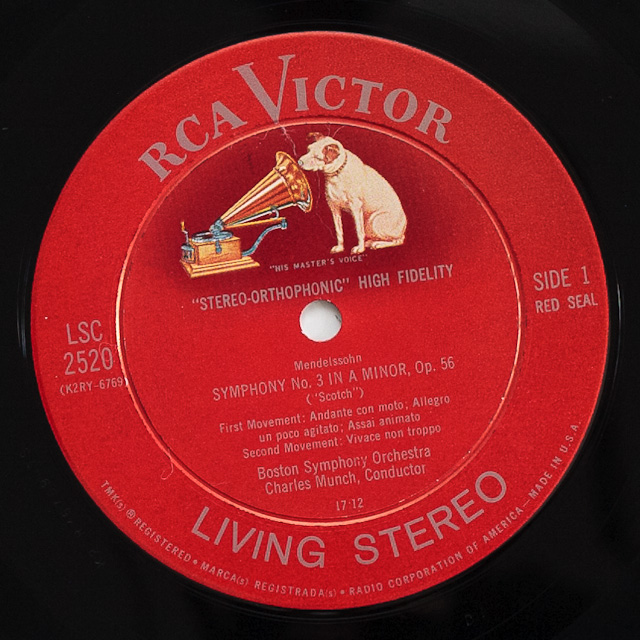 RCA VICTOR
"HIS MASTER'S VOICE"
"STEREO-ORTHOPHONIC" HIGH FIDELITY
SIDE 1
RED SEAL
LSC
2520
(K2RY-6769)
Mendelssohn
SYMPHONY No. 3 IN A MINOR, Op. 56
("Scotch")
First Movement: Andante con moto; Allegro
un poco agitato; Assai animato
Second Movement: Vivace non troppo
Boston Symphony Orchestra
Charles Munch, Conductor
17:12
LIVING STEREO
TMK(s) ® REGISTERED • MARCA(s) REGISTRADA(s) • RADIO CORPORATION OF AMERICA - MADE IN U.S.A.